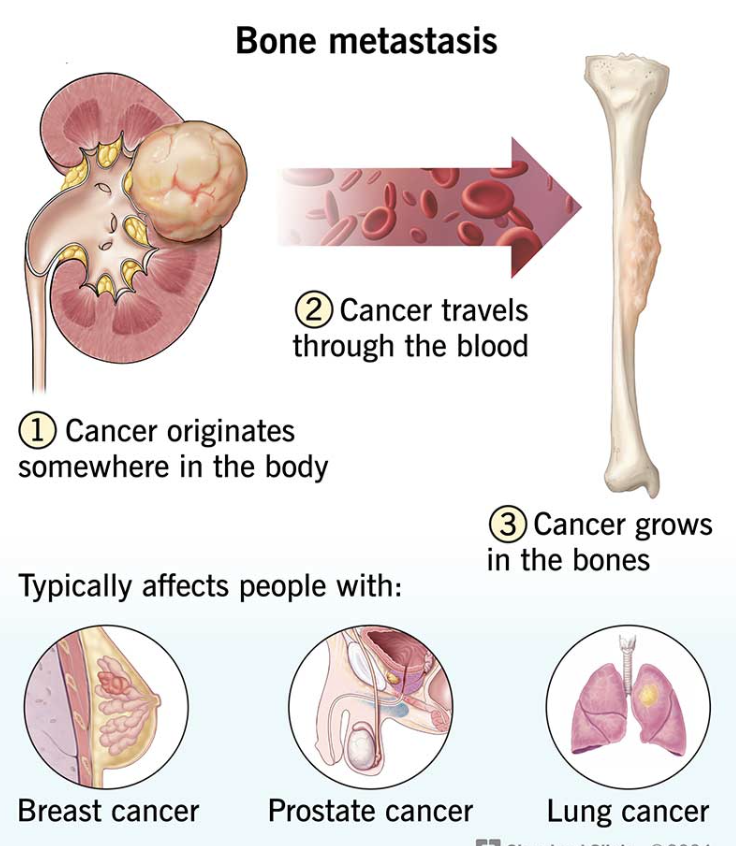 Bone metastasis
2 Cancer travels
through the blood
1 Cancer originates
somewhere in the body
3 Cancer grows
in the bones
Typically affects people with:
Breast cancer
Prostate cancer
Lung cancer